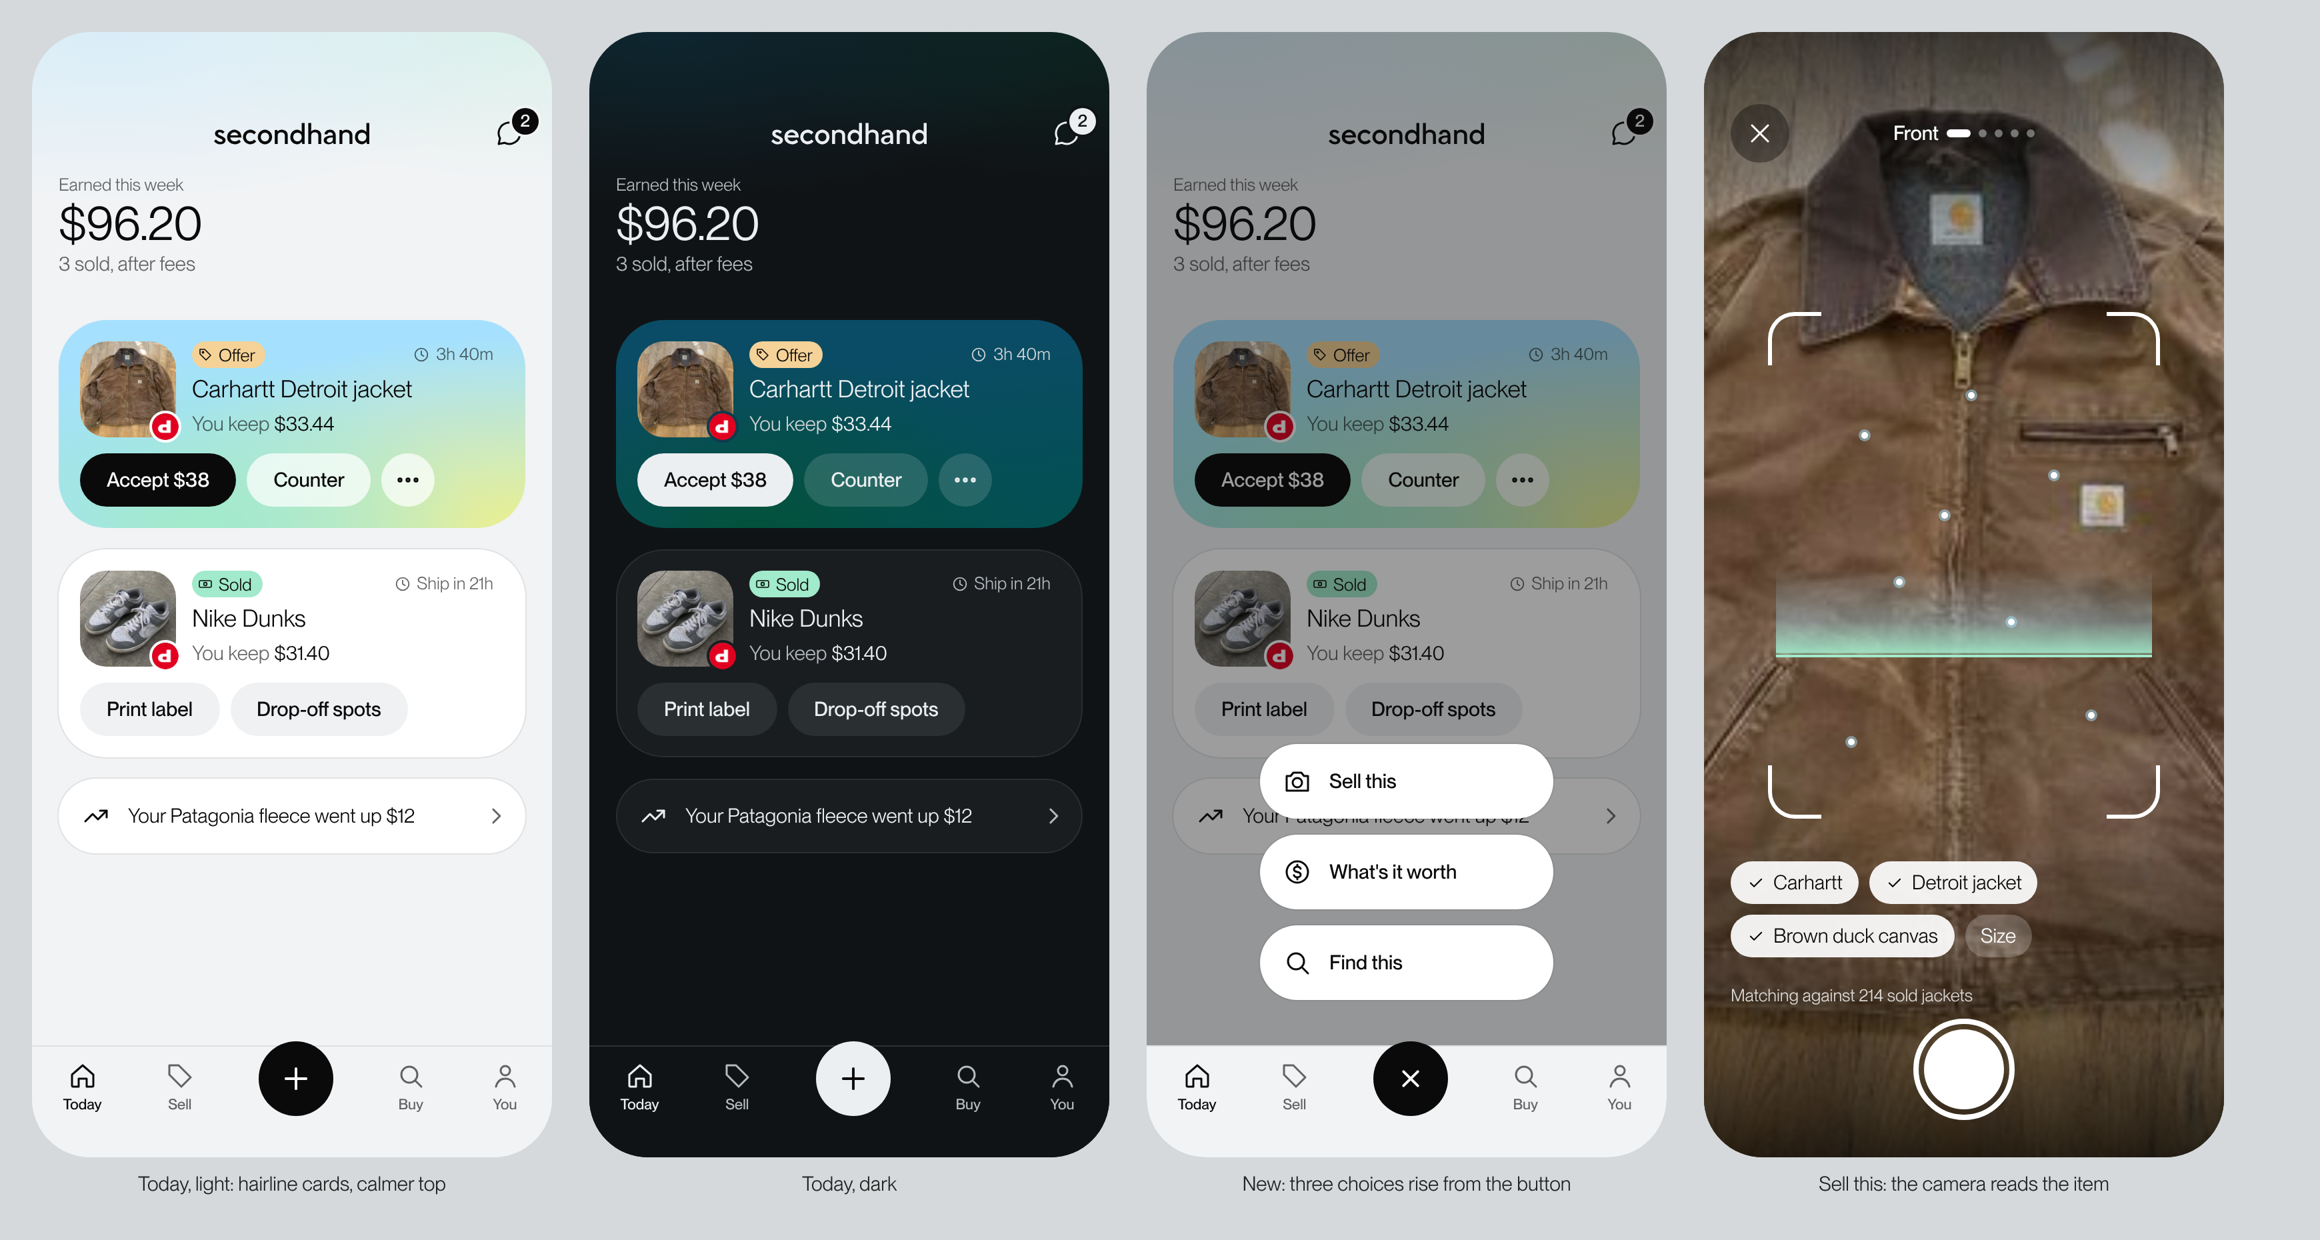 secondhand
2
Earned this week
$96.20
3 sold, after fees
Offer
3h 40m
Carhartt Detroit jacket
You keep $33.44
Accept $38
Counter
Sold
Ship in 21h
Nike Dunks
You keep $31.40
Print label
Drop-off spots
Your Patagonia fleece went up $12
Today
Sell
Buy
You
Today, light: hairline cards, calmer top
secondhand
2
Earned this week
$96.20
3 sold, after fees
Offer
3h 40m
Carhartt Detroit jacket
You keep $33.44
Accept $38
Counter
Sold
Ship in 21h
Nike Dunks
You keep $31.40
Print label
Drop-off spots
Your Patagonia fleece went up $12
Today
Sell
Buy
You
Today, dark
secondhand
2
Earned this week
$96.20
3 sold, after fees
Offer
3h 40m
Carhartt Detroit jacket
You keep $33.44
Accept $38
Counter
Sold
Ship in 21h
Nike Dunks
You keep $31.40
Print label
Drop-off spots
Sell this
Your Patagonia fleece went up $12
What's it worth
Find this
Today
Sell
Buy
You
New: three choices rise from the button
Front
Carhartt
Detroit jacket
Brown duck canvas
Size
Matching against 214 sold jackets
Sell this: the camera reads the item